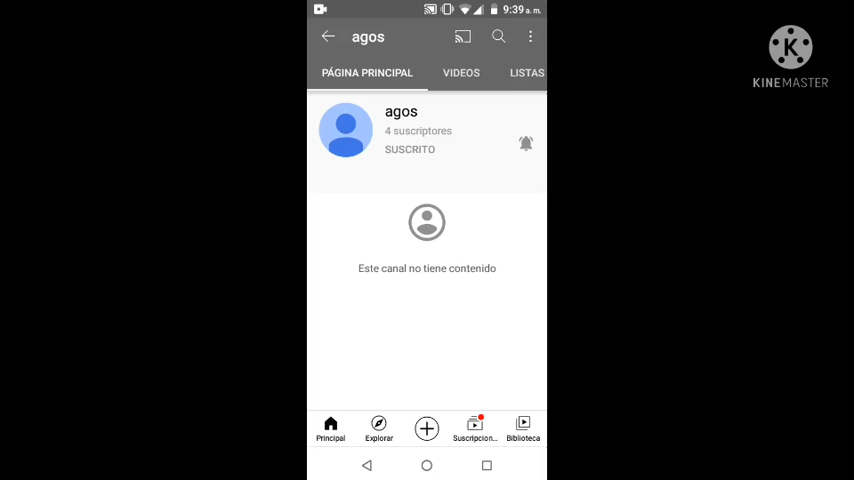 9:39 a. m.
agos
PÁGINA PRINCIPAL VIDEOS LISTAS
agos
4 suscriptores
SUSCRITO
Este canal no tiene contenido
Principal Explorar Suscripcion... Biblioteca
K
KINEMASTER